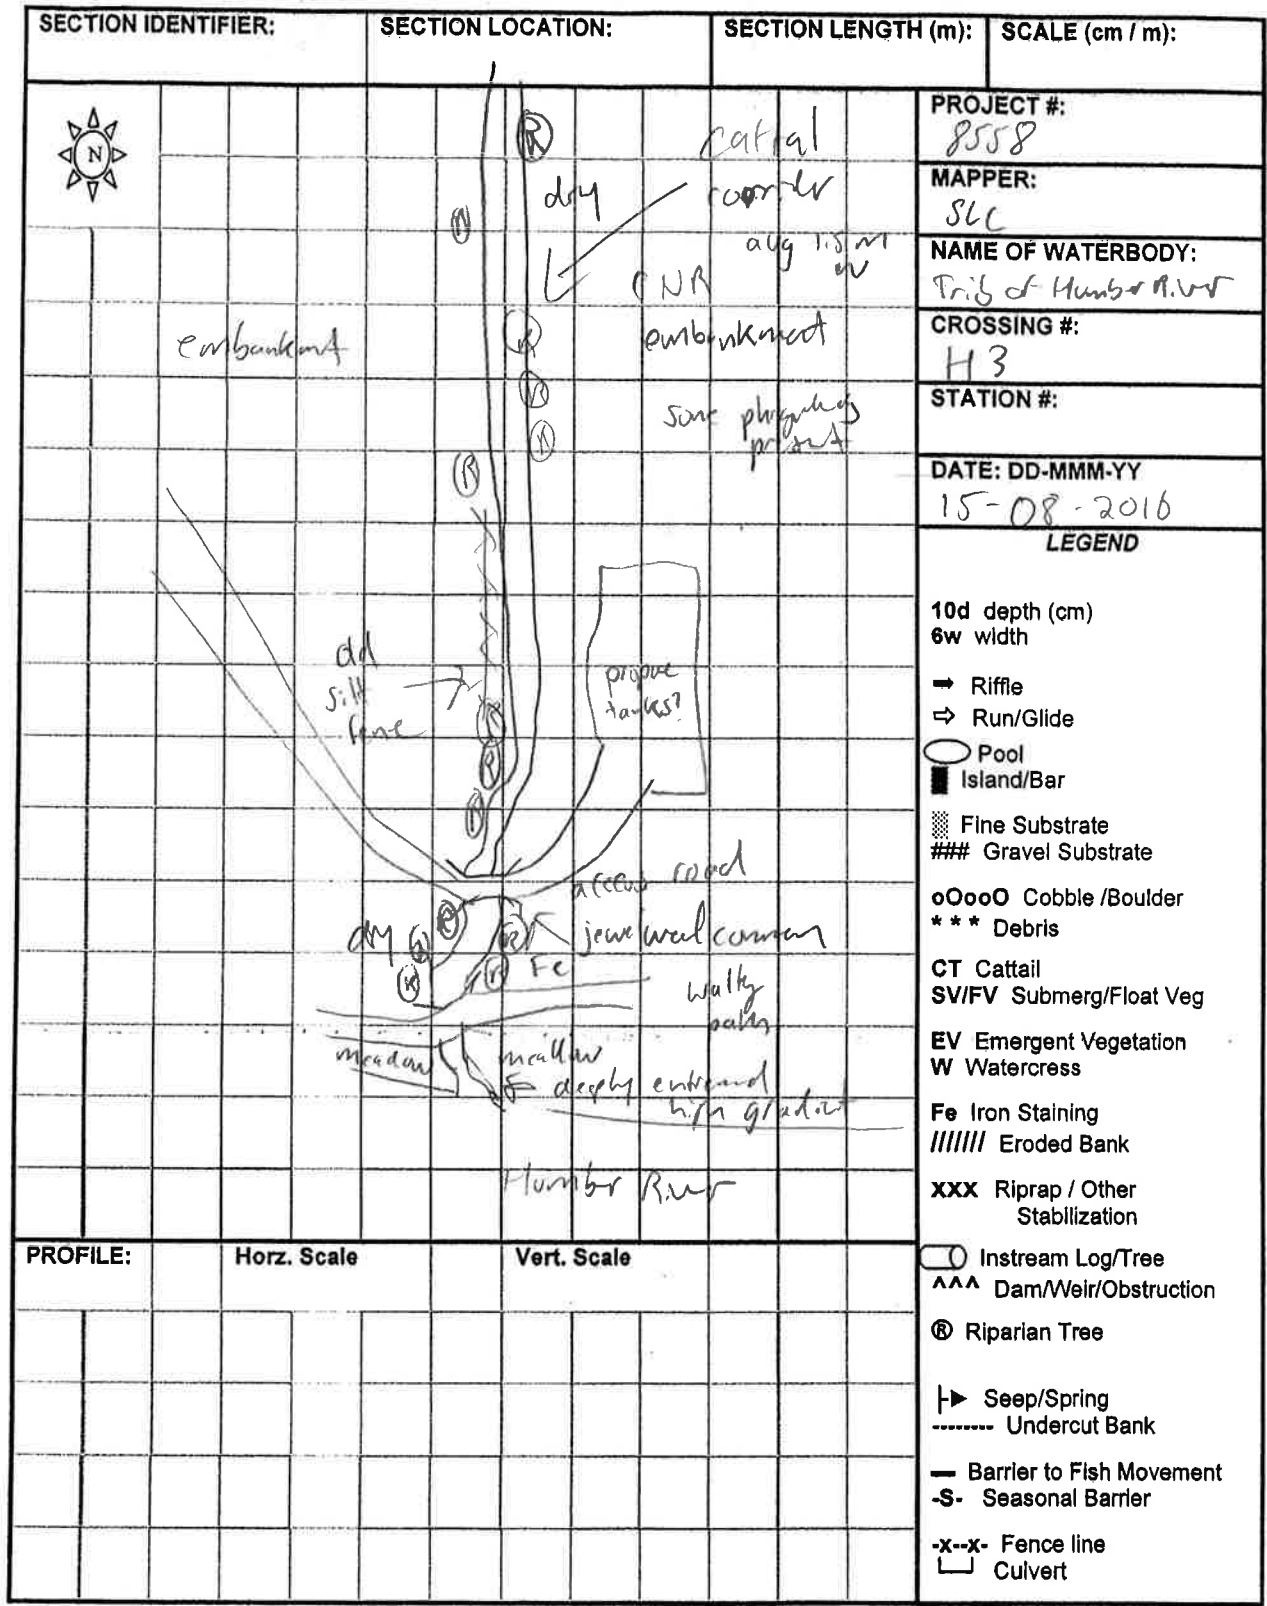 SECTION IDENTIFIER:
SECTION LOCATION:
SECTION LENGTH (m):
SCALE (cm / m):
PROJECT #:
8558
MAPPER:
SLC
NAME OF WATERBODY:
Trib of Humber River
CROSSING #:
H3
STATION #:
DATE: DD-MMM-YY
15-08-2016
N
R
dry
corridor
avg 1.5 m
w
CNR
embankment
embankment
some
present
old
silt
fence
propane
tanks?
access road
dry
jewelweed common
Fe
path
meadow
meadow
deeply
high gradient
Humber River
LEGEND
10d depth (cm)
6w width
Riffle
Run/Glide
Pool
Island/Bar
Fine Substrate
### Gravel Substrate
oOooO Cobble /Boulder
* * * Debris
CT Cattail
SV/FV Submerg/Float Veg
EV Emergent Vegetation
W Watercress
Fe Iron Staining
/////// Eroded Bank
XXX Riprap / Other
Stabilization
Instream Log/Tree
^^^ Dam/Weir/Obstruction
® Riparian Tree
Seep/Spring
-------- Undercut Bank
Barrier to Fish Movement
-S- Seasonal Barrier
-x--x- Fence line
Culvert
PROFILE:
Horz. Scale
Vert. Scale